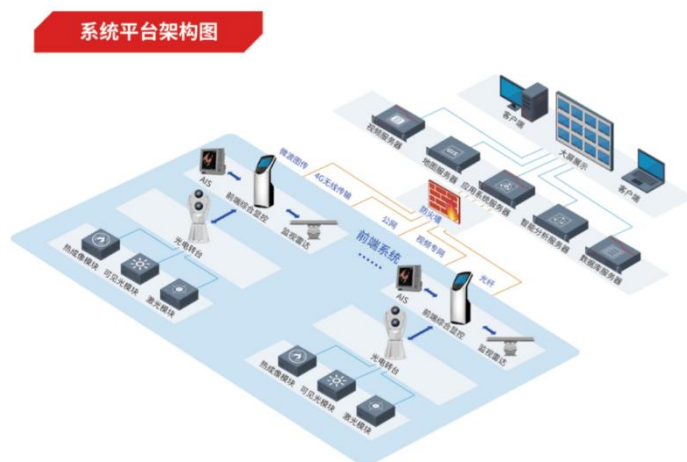 系统平台架构图
客户端
大屏展示
客户端
视频服务器
地图服务器
应用系统服务器
智能分析服务器
数据库服务器
防火墙
微波图传
4G无线传输
公网
视频专网
光纤
前端系统
······
AIS
前端综合显控
监视雷达
光电转台
热成像模块
可见光模块
激光模块
AIS
前端综合显控
监视雷达
光电转台
热成像模块
可见光模块
激光模块